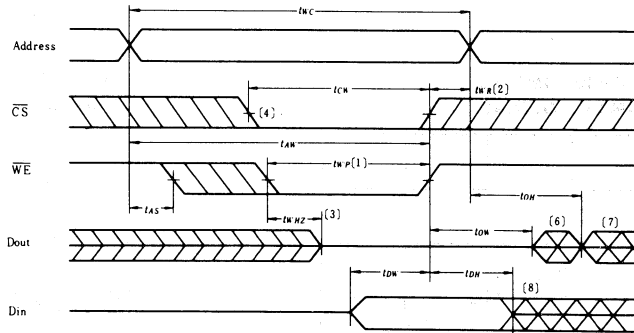 tWC
Address
tCW
tWR(2)
CS
(4)
tAW
WE
tWP(1)
tAS
tWHZ
(3)
tOH
tOW
(6)
(7)
Dout
tDW
tDH
(8)
Din